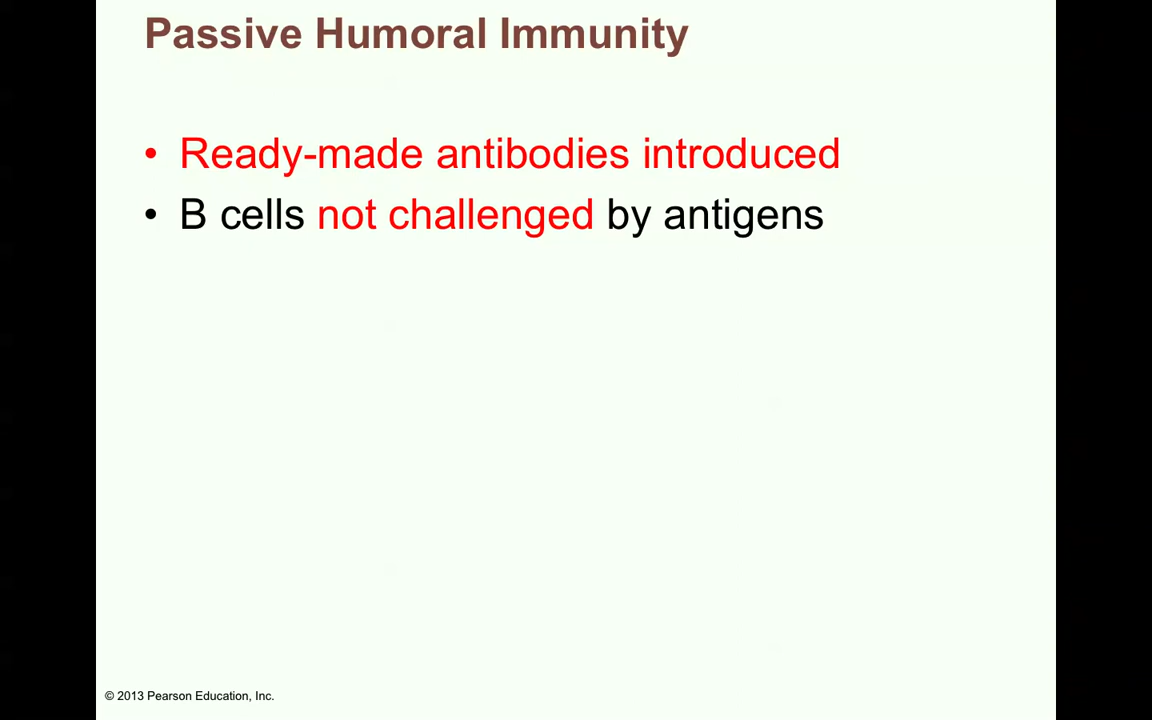 Passive Humoral Immunity
• Ready-made antibodies introduced
• B cells not challenged by antigens
© 2013 Pearson Education, Inc.